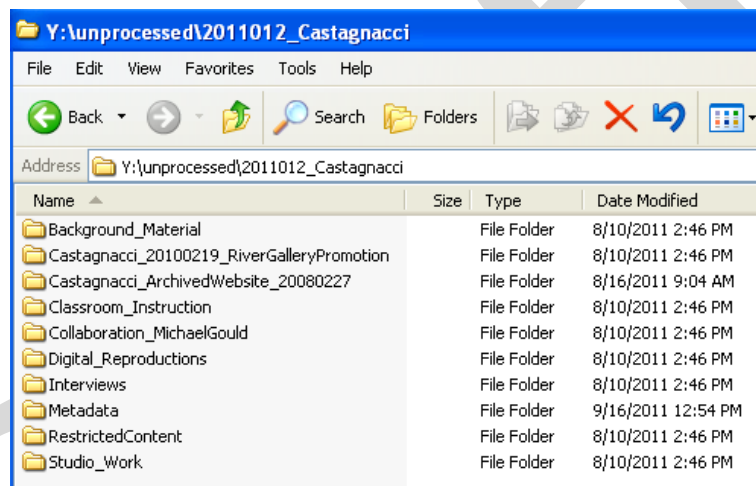 Y:\unprocessed\2011012_Castagnacci
File Edit View Favorites Tools Help
Back Search Folders
Address Y:\unprocessed\2011012_Castagnacci
Name Size Type Date Modified
Background_Material File Folder 8/10/2011 2:46 PM
Castagnacci_20100219_RiverGalleryPromotion File Folder 8/10/2011 2:46 PM
Castagnacci_ArchivedWebsite_20080227 File Folder 8/16/2011 9:04 AM
Classroom_Instruction File Folder 8/10/2011 2:46 PM
Collaboration_MichaelGould File Folder 8/10/2011 2:46 PM
Digital_Reproductions File Folder 8/10/2011 2:46 PM
Interviews File Folder 8/10/2011 2:46 PM
Metadata File Folder 9/16/2011 12:54 PM
RestrictedContent File Folder 8/10/2011 2:46 PM
Studio_Work File Folder 8/10/2011 2:46 PM